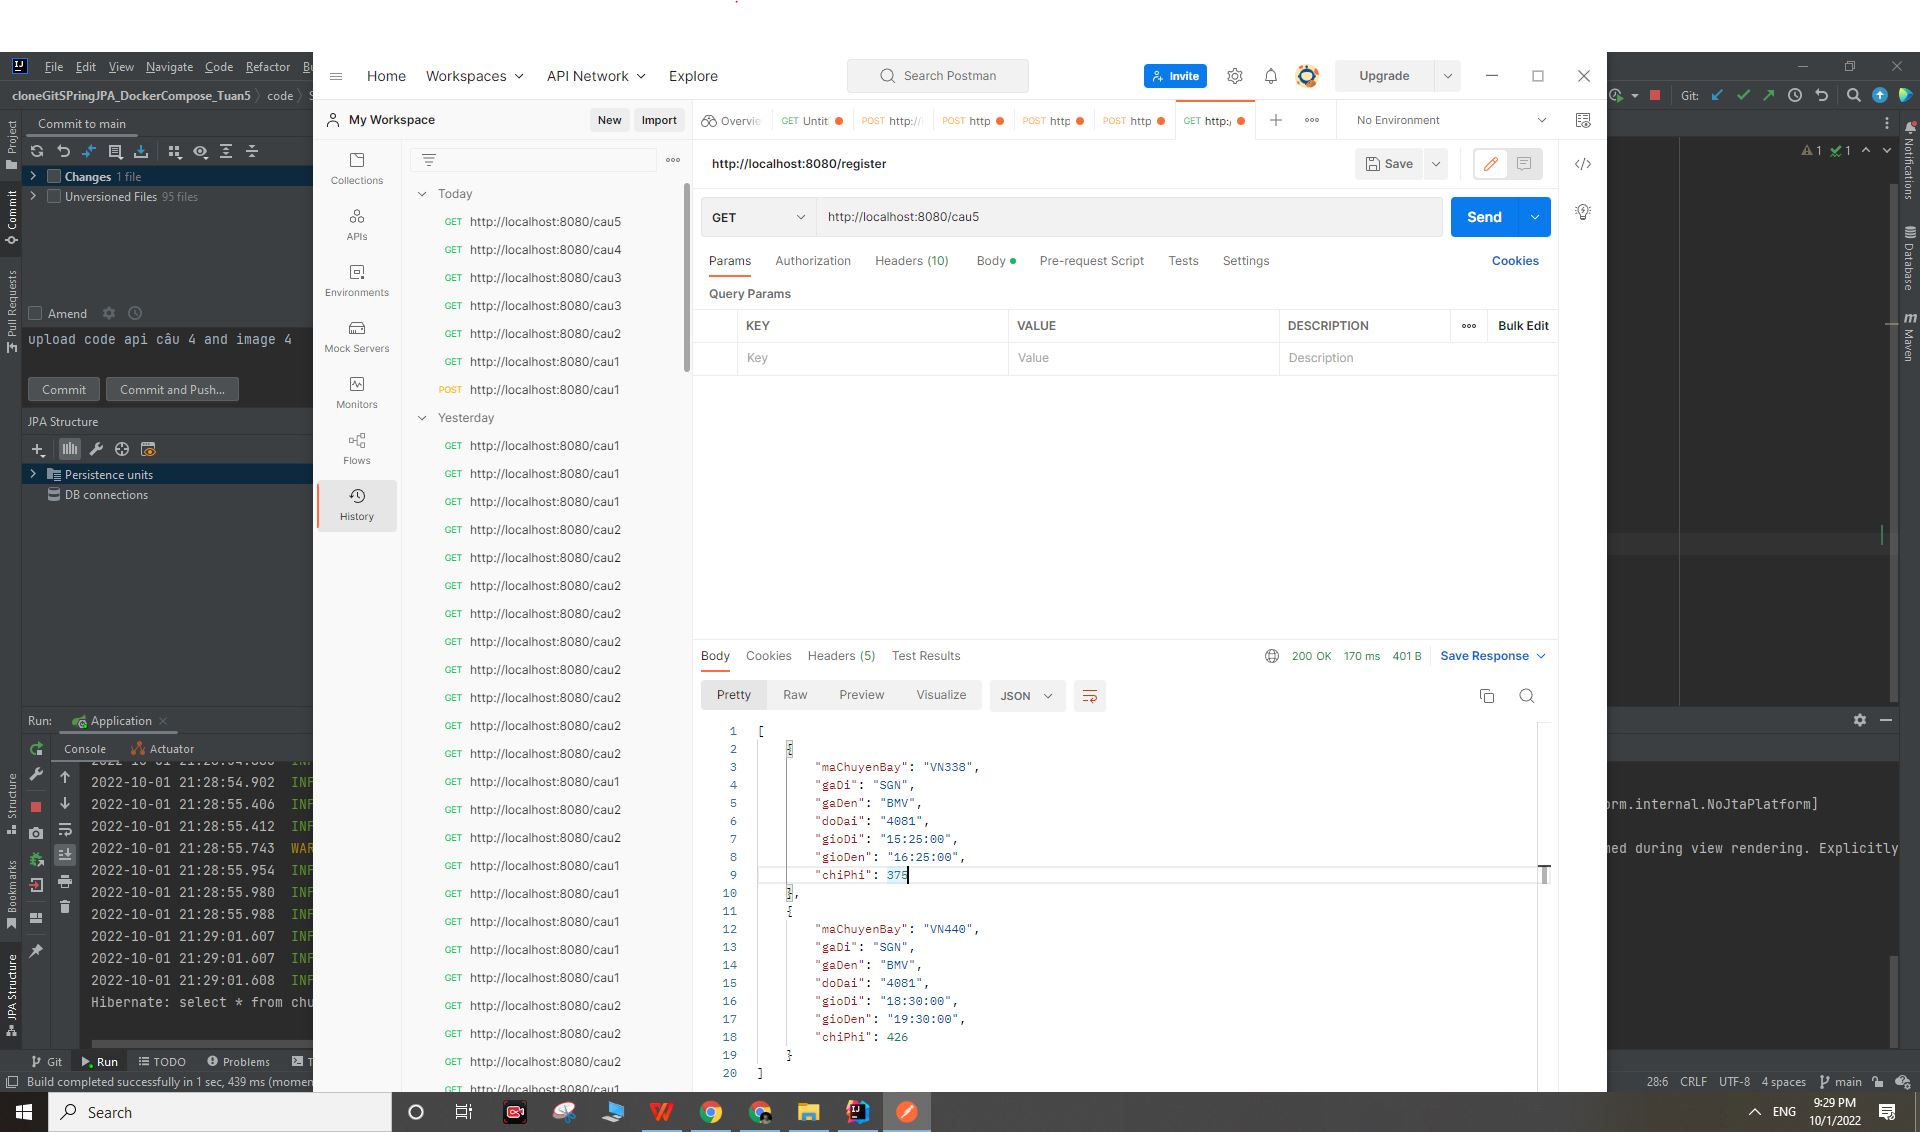 File Edit View Navigate Code Refactor
cloneGitSPringJPA_DockerCompose_Tuan5 code
Commit to main
Changes 1 file
Unversioned Files 95 files
Amend
upload code api câu 4 and image 4
Commit Commit and Push...
JPA Structure
Persistence units
DB connections
Project
Commit
Pull Requests
Structure
Bookmarks
JPA Structure
Home Workspaces API Network Explore Search Postman Invite Upgrade
My Workspace New Import
Overvie GET Untit POST http:// POST http POST http POST http GET http:/ No Environment
Collections
APIs
Environments
Mock Servers
Monitors
Flows
History
Today
GET http://localhost:8080/cau5
GET http://localhost:8080/cau4
GET http://localhost:8080/cau3
GET http://localhost:8080/cau3
GET http://localhost:8080/cau2
GET http://localhost:8080/cau1
POST http://localhost:8080/cau1
Yesterday
GET http://localhost:8080/cau1
GET http://localhost:8080/cau1
GET http://localhost:8080/cau1
GET http://localhost:8080/cau2
GET http://localhost:8080/cau2
GET http://localhost:8080/cau2
GET http://localhost:8080/cau2
GET http://localhost:8080/cau2
GET http://localhost:8080/cau2
GET http://localhost:8080/cau2
GET http://localhost:8080/cau2
GET http://localhost:8080/cau2
GET http://localhost:8080/cau1
GET http://localhost:8080/cau2
GET http://localhost:8080/cau2
GET http://localhost:8080/cau1
GET http://localhost:8080/cau2
GET http://localhost:8080/cau1
GET http://localhost:8080/cau1
GET http://localhost:8080/cau1
GET http://localhost:8080/cau2
GET http://localhost:8080/cau2
GET http://localhost:8080/cau2
GET http://localhost:8080/cau1
http://localhost:8080/register Save
GET http://localhost:8080/cau5 Send
Params Authorization Headers (10) Body Pre-request Script Tests Settings Cookies
Query Params
KEY VALUE DESCRIPTION Bulk Edit
Key Value Description
Body Cookies Headers (5) Test Results 200 OK 170 ms 401 B Save Response
Pretty Raw Preview Visualize JSON
1 [
2 {
3 "maChuyenBay": "VN338",
4 "gaDi": "SGN",
5 "gaDen": "BMV",
6 "doDai": "4081",
7 "gioDi": "15:25:00",
8 "gioDen": "16:25:00",
9 "chiPhi": 375
10 },
11 {
12 "maChuyenBay": "VN440",
13 "gaDi": "SGN",
14 "gaDen": "BMV",
15 "doDai": "4081",
16 "gioDi": "18:30:00",
17 "gioDen": "19:30:00",
18 "chiPhi": 426
19 }
20 ]
Git:
1 1
Notifications
Database
Maven
Run: Application
Console Actuator
2022-10-01 21:28:54.902 INF
2022-10-01 21:28:55.406 INF
2022-10-01 21:28:55.412 INF
2022-10-01 21:28:55.743 WAR
2022-10-01 21:28:55.954 INF
2022-10-01 21:28:55.980 INF
2022-10-01 21:28:55.988 INF
2022-10-01 21:29:01.607 INF
2022-10-01 21:29:01.607 INF
2022-10-01 21:29:01.608 INF
Hibernate: select * from chu
orm.internal.NoJtaPlatform]
ed during view rendering. Explicitly
Git Run TODO Problems
Build completed successfully in 1 sec, 439 ms (momen
28:6 CRLF UTF-8 4 spaces main
Search
ENG 9:29 PM
10/1/2022